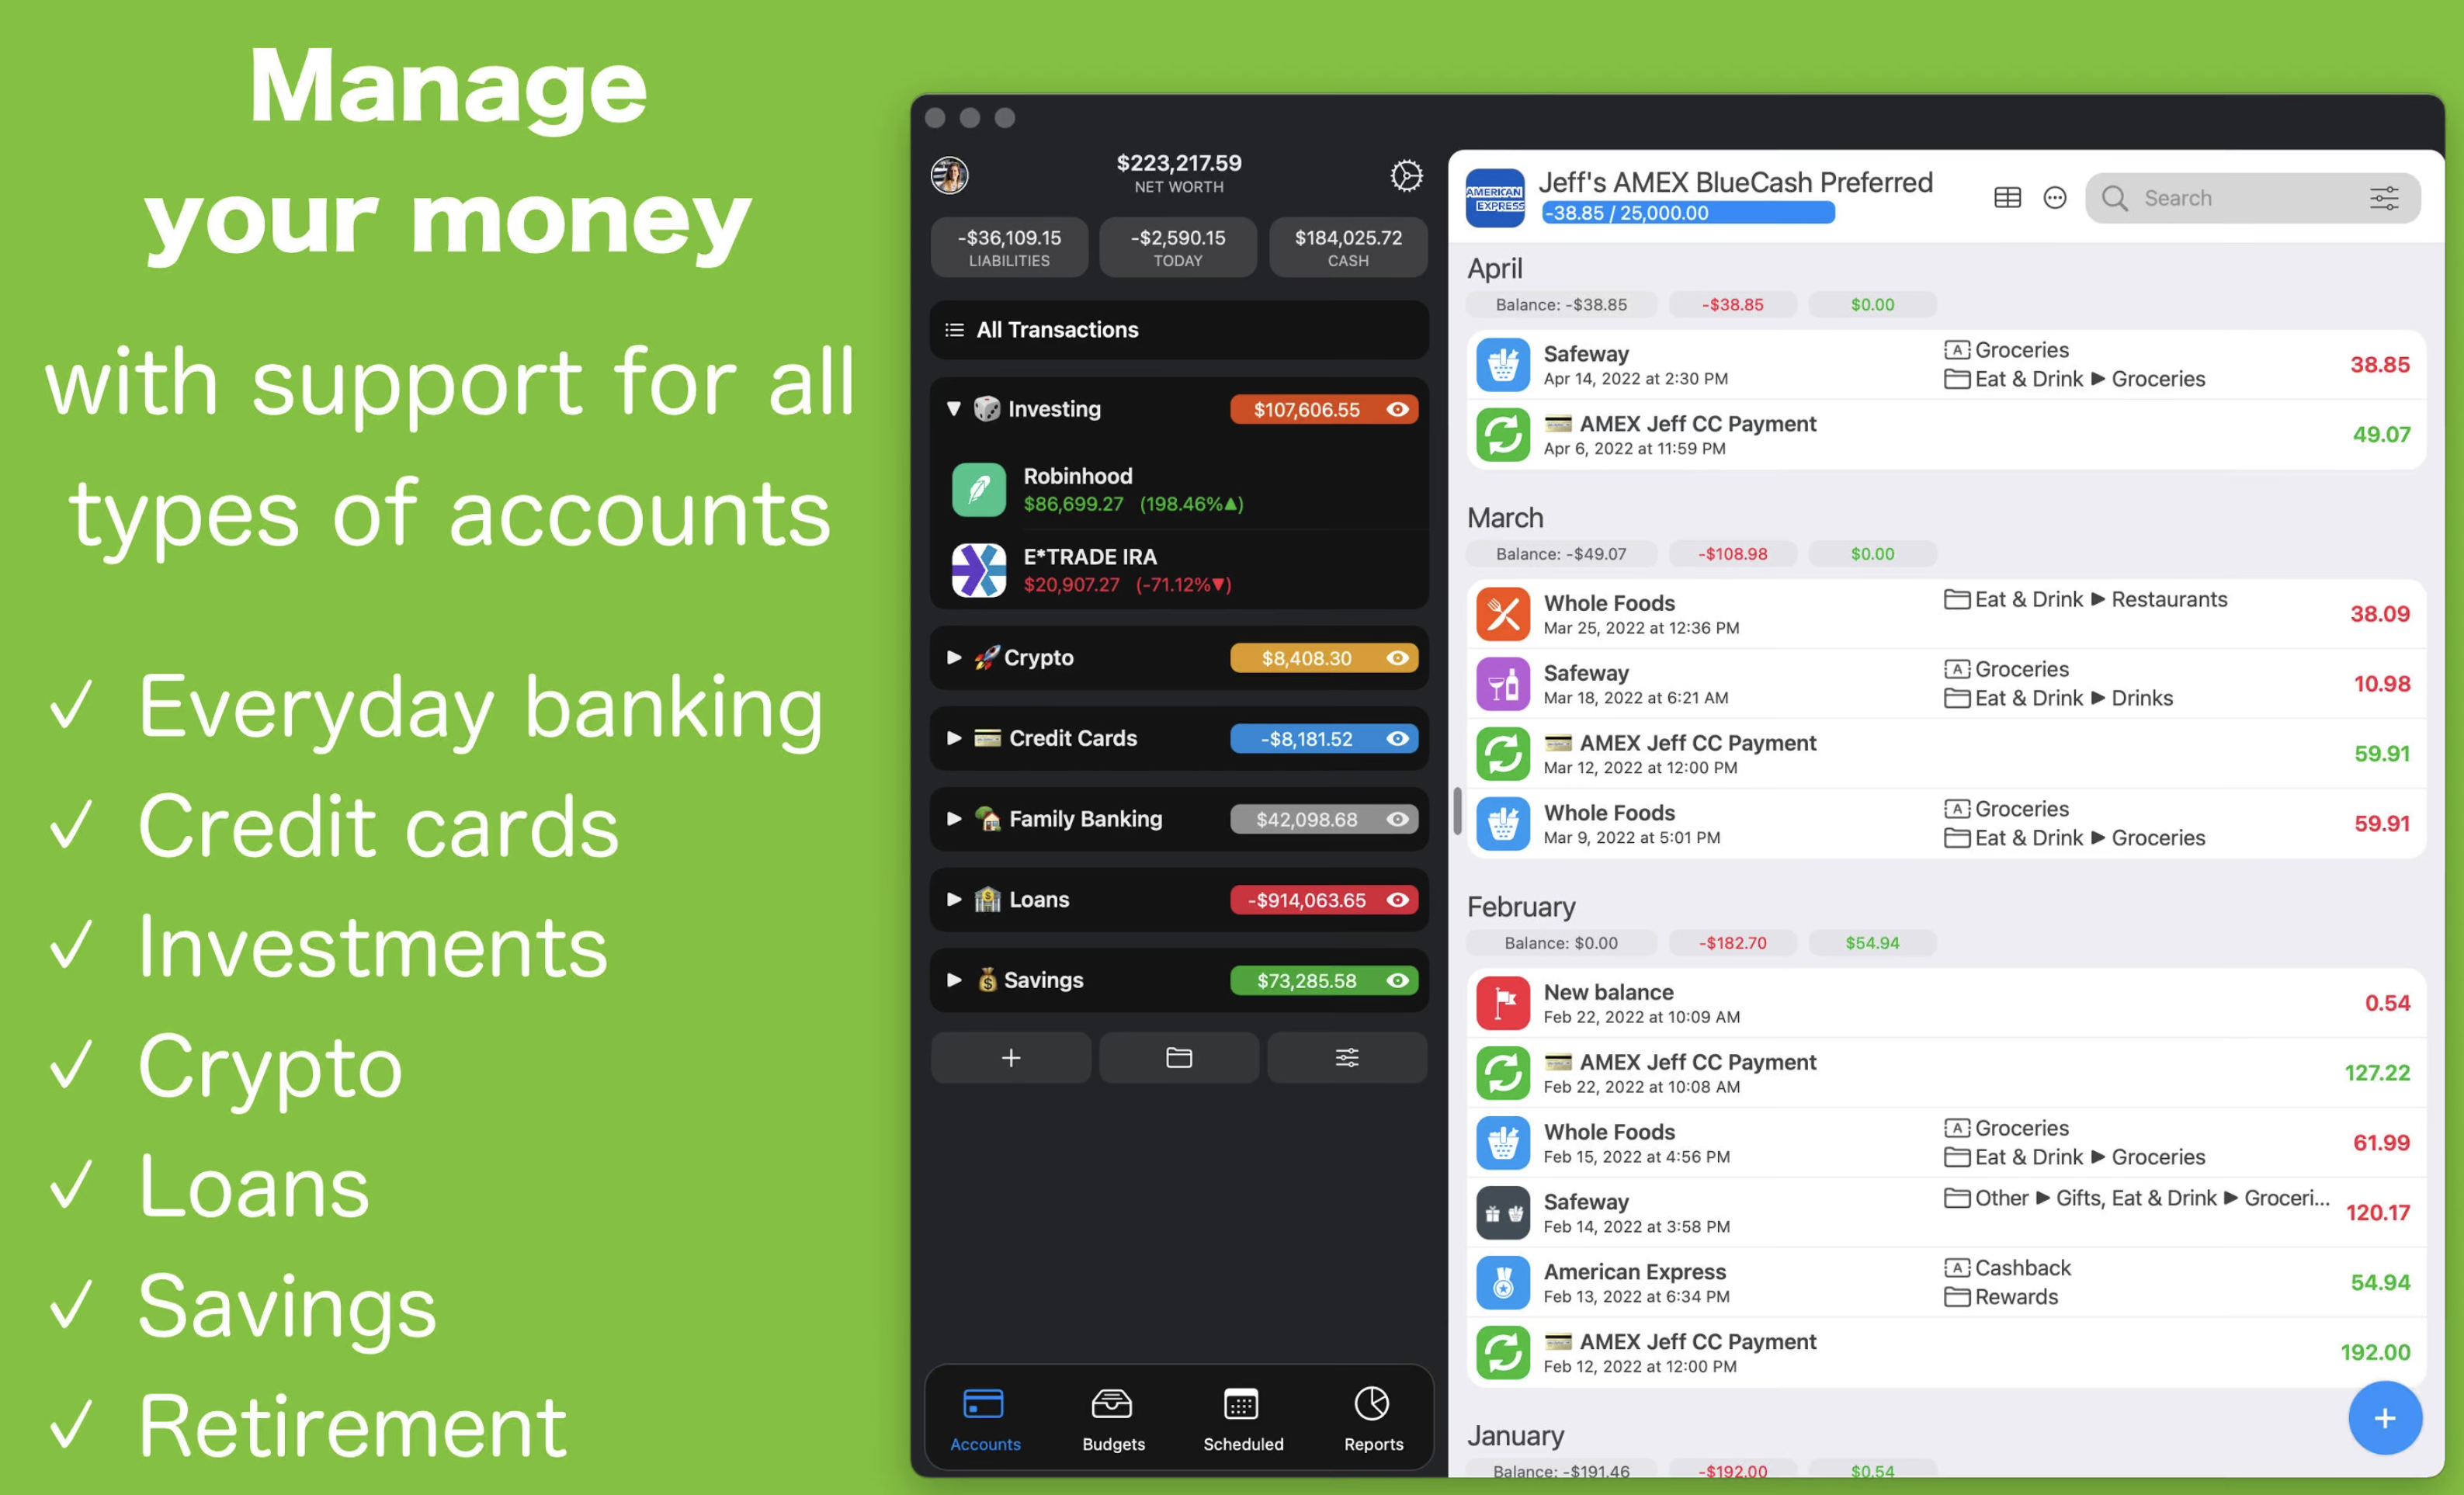 Manage
your money
with support for all
types of accounts
✓ Everyday banking
✓ Credit cards
✓ Investments
✓ Crypto
✓ Loans
✓ Savings
✓ Retirement
$223,217.59
NET WORTH
-$36,109.15
LIABILITIES
-$2,590.15
TODAY
$184,025.72
CASH
All Transactions
Investing $107,606.55
Robinhood
$86,699.27 (198.46%▲)
E*TRADE IRA
$20,907.27 (-71.12%▼)
Crypto $8,408.30
Credit Cards -$8,181.52
Family Banking $42,098.68
Loans -$914,063.65
Savings $73,285.58
Accounts
Budgets
Scheduled
Reports
AMERICAN
EXPRESS
Jeff's AMEX BlueCash Preferred
-38.85 / 25,000.00
Search
April
Balance: -$38.85 -$38.85 $0.00
Safeway
Apr 14, 2022 at 2:30 PM
A Groceries
Eat & Drink ▶ Groceries
38.85
AMEX Jeff CC Payment
Apr 6, 2022 at 11:59 PM
49.07
March
Balance: -$49.07 -$108.98 $0.00
Whole Foods
Mar 25, 2022 at 12:36 PM
Eat & Drink ▶ Restaurants
38.09
Safeway
Mar 18, 2022 at 6:21 AM
A Groceries
Eat & Drink ▶ Drinks
10.98
AMEX Jeff CC Payment
Mar 12, 2022 at 12:00 PM
59.91
Whole Foods
Mar 9, 2022 at 5:01 PM
A Groceries
Eat & Drink ▶ Groceries
59.91
February
Balance: $0.00 -$182.70 $54.94
New balance
Feb 22, 2022 at 10:09 AM
0.54
AMEX Jeff CC Payment
Feb 22, 2022 at 10:08 AM
127.22
Whole Foods
Feb 15, 2022 at 4:56 PM
A Groceries
Eat & Drink ▶ Groceries
61.99
Safeway
Feb 14, 2022 at 3:58 PM
Other ▶ Gifts, Eat & Drink ▶ Groceri...
120.17
American Express
Feb 13, 2022 at 6:34 PM
A Cashback
Rewards
54.94
AMEX Jeff CC Payment
Feb 12, 2022 at 12:00 PM
192.00
January
Balance: -$191.46 -$192.00 $0.54